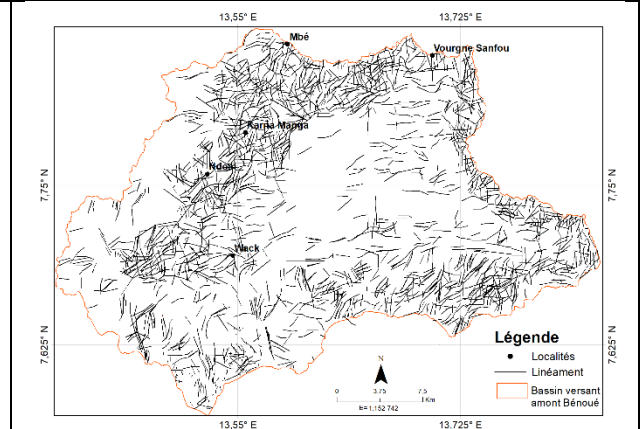 13,55° E 13,725° E
Mbé
Vourgne Sanfou
Karna Manga
7,75° N 7,75° N
Wack
Légende
Localités
Linéament
Bassin versant
amont Bénoué
N
0 3,75 7,5
Km
E= 1:152 742
7,625° N 7,625° N
13,55° E 13,725° E